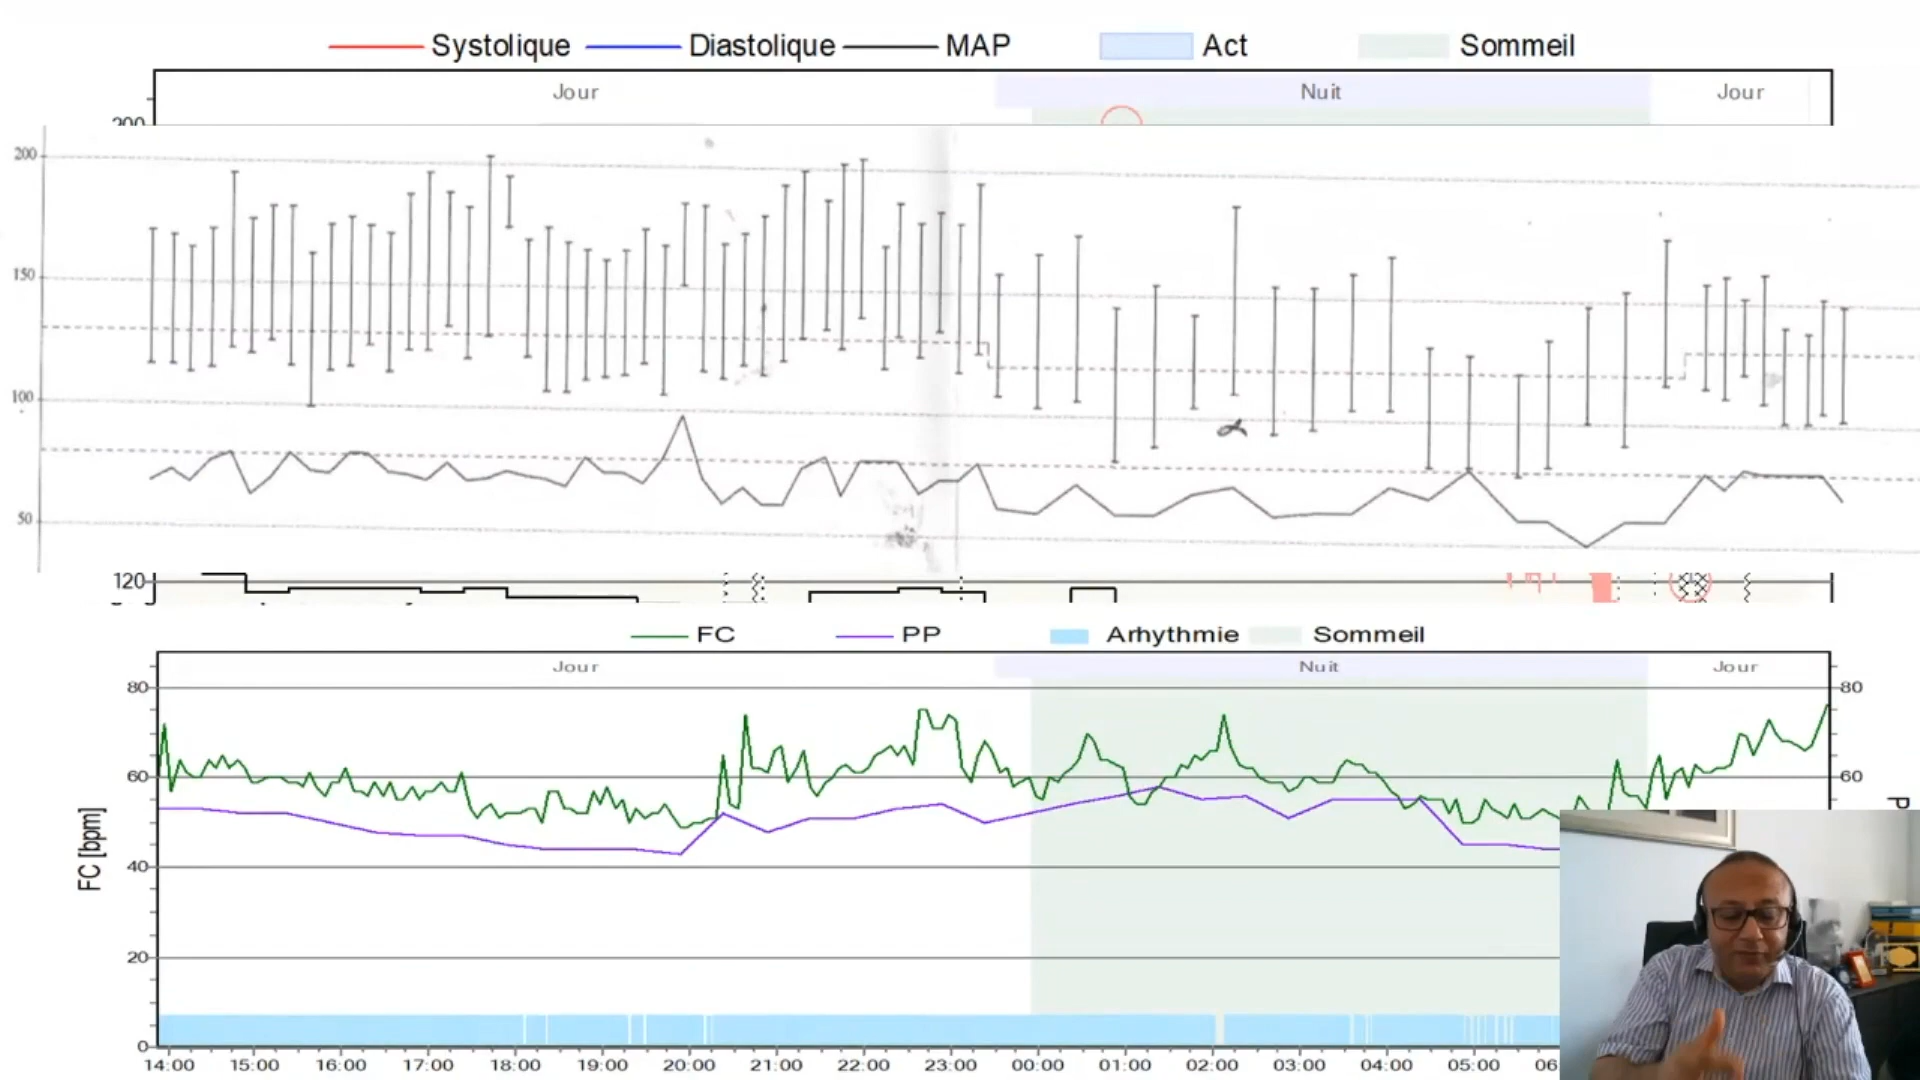 Systolique Diastolique MAP Act Sommeil
Jour Nuit Jour
200
200
150
100
50
120
FC PP Arhythmie Sommeil
Jour Nuit Jour
80 80
60 60
40
20
0
FC [bpm]
P
14:00 15:00 16:00 17:00 18:00 19:00 20:00 21:00 22:00 23:00 00:00 01:00 02:00 03:00 04:00 05:00 06